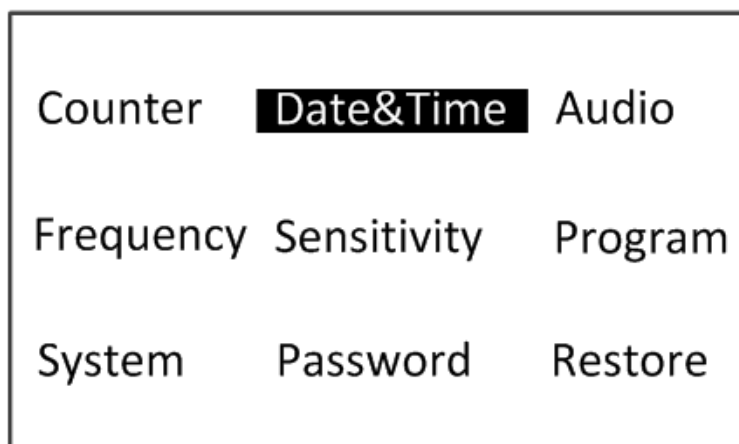 Counter Date&Time Audio
Frequency Sensitivity Program
System Password Restore